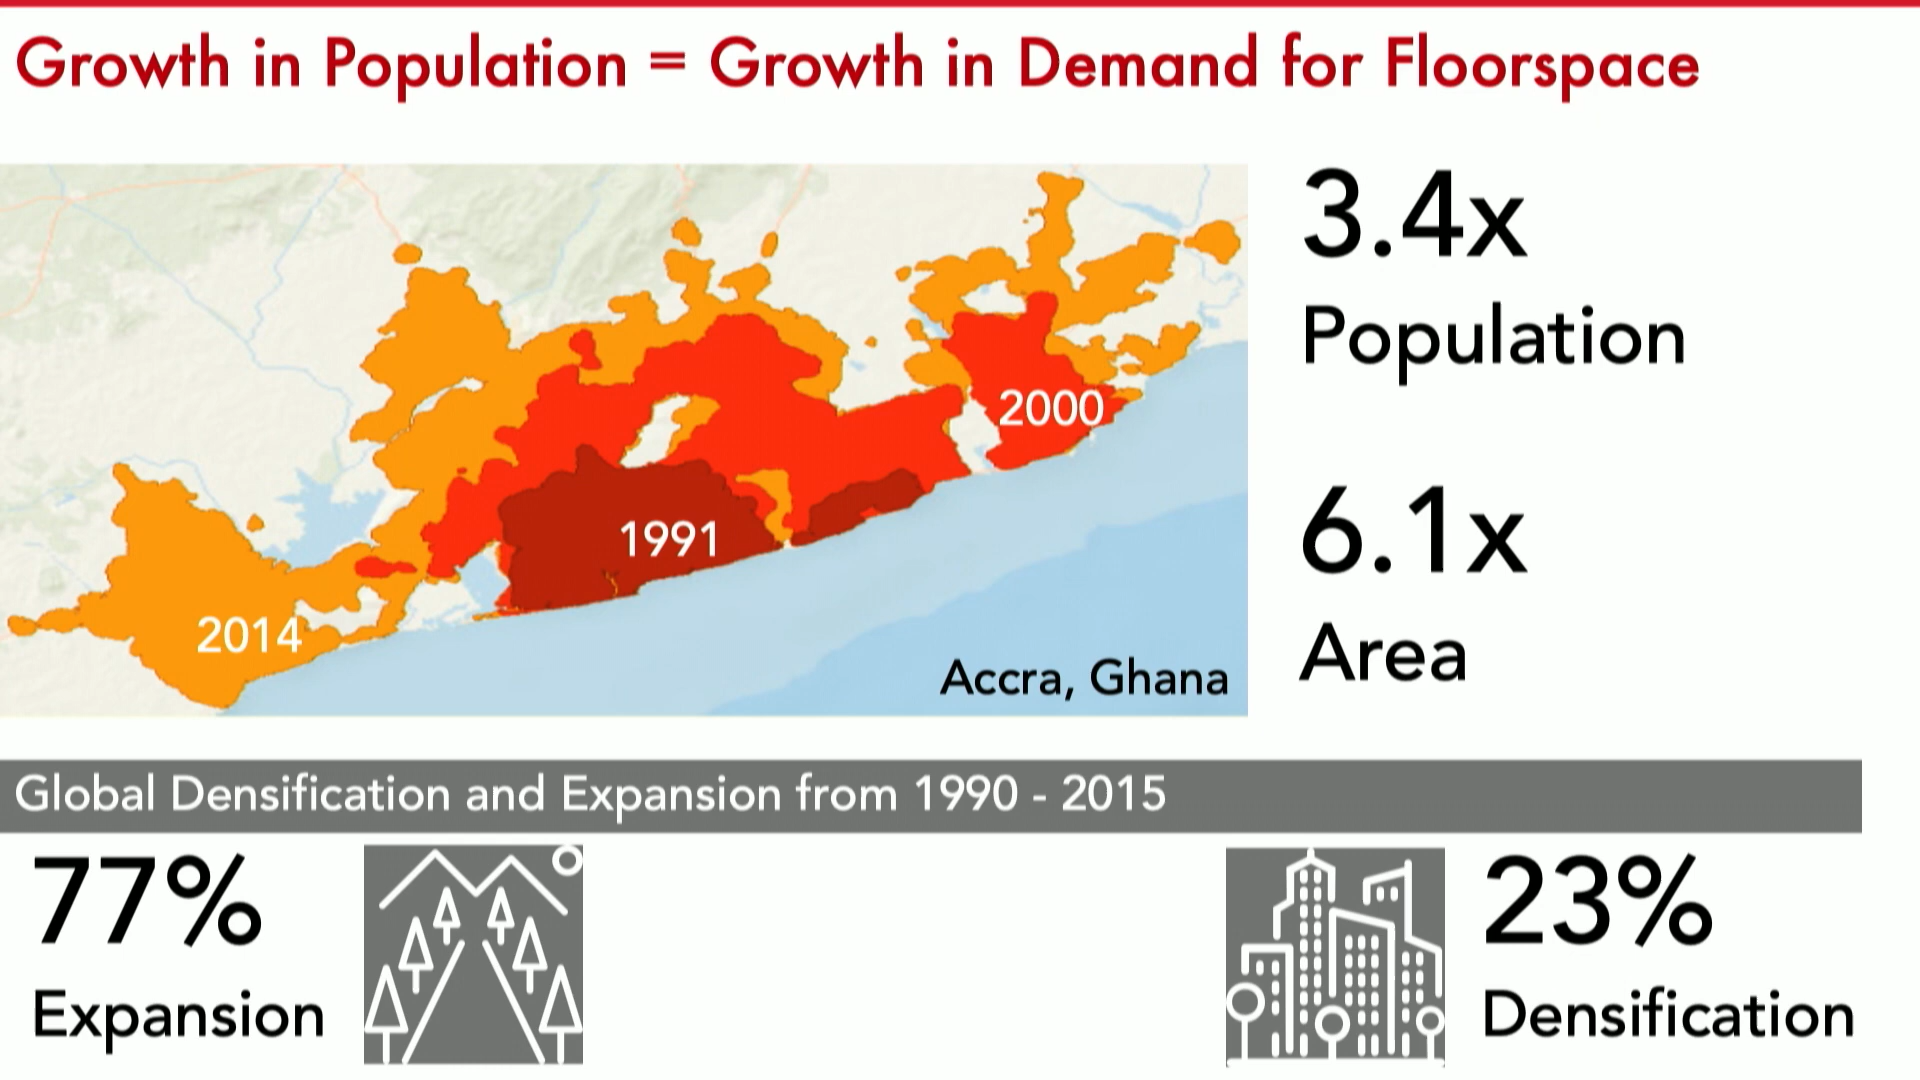 Growth in Population = Growth in Demand for Floorspace
3.4x
Population
2000
1991
6.1x
2014
Area
Accra, Ghana
Global Densification and Expansion from 1990 - 2015
77%
Expansion
23%
Densification